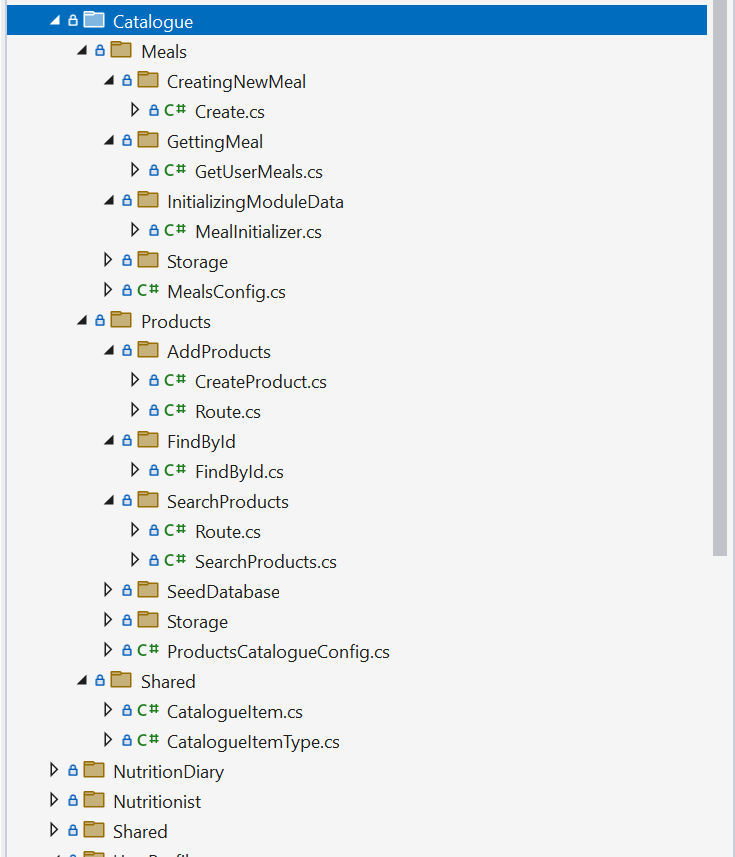 Catalogue
Meals
CreatingNewMeal
C# Create.cs
GettingMeal
C# GetUserMeals.cs
InitializingModuleData
C# MealInitializer.cs
Storage
C# MealsConfig.cs
Products
AddProducts
C# CreateProduct.cs
C# Route.cs
FindById
C# FindById.cs
SearchProducts
C# Route.cs
C# SearchProducts.cs
SeedDatabase
Storage
C# ProductsCatalogueConfig.cs
Shared
C# CatalogueItem.cs
C# CatalogueItemType.cs
NutritionDiary
Nutritionist
Shared